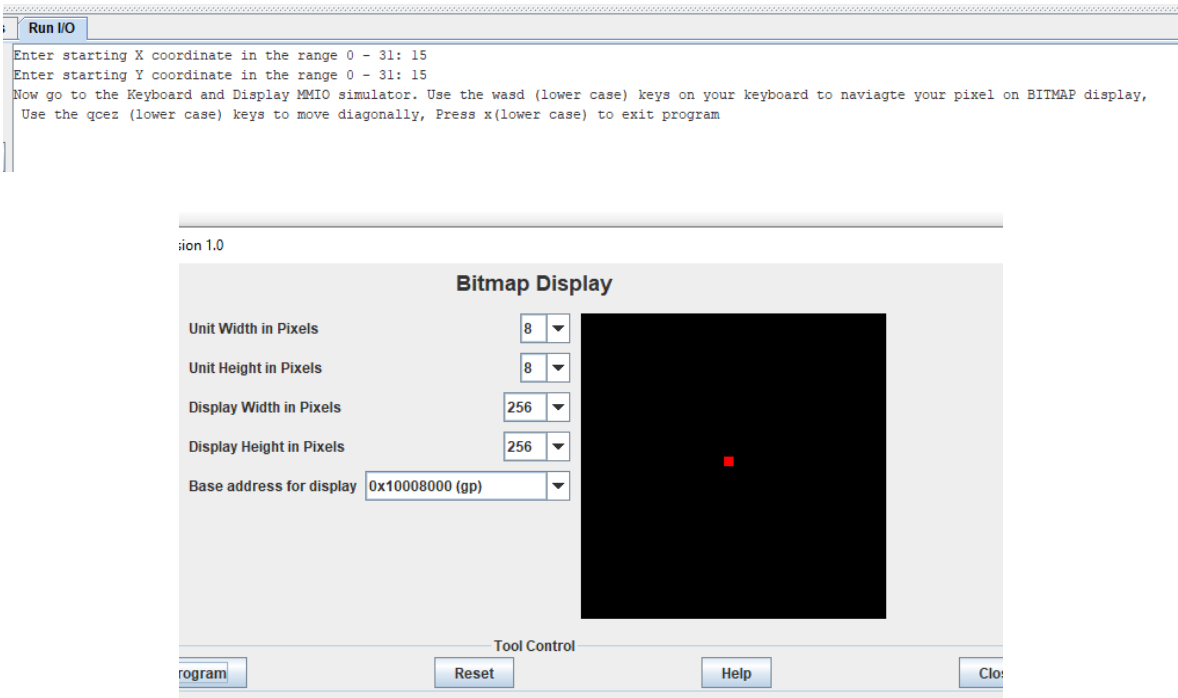 Run I/O
Enter starting X coordinate in the range 0 - 31: 15
Enter starting Y coordinate in the range 0 - 31: 15
Now go to the Keyboard and Display MMIO simulator. Use the wasd (lower case) keys on your keyboard to naviagte your pixel on BITMAP display,
Use the qcez (lower case) keys to move diagonally, Press x(lower case) to exit program
sion 1.0
Bitmap Display
Unit Width in Pixels 8
Unit Height in Pixels 8
Display Width in Pixels 256
Display Height in Pixels 256
Base address for display 0x10008000 (gp)
Tool Control
rogram Reset Help Clo